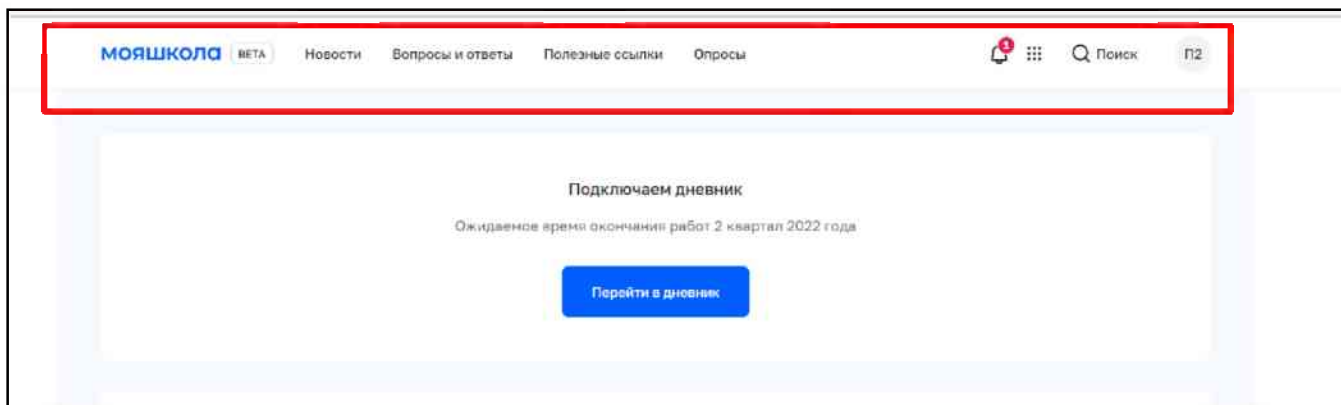 мояшкола BETA Новости Вопросы и ответы Полезные ссылки Опросы 1 Поиск П2
Подключаем дневник
Ожидаемое время окончания работ 2 квартал 2022 года
Перейти в дневник